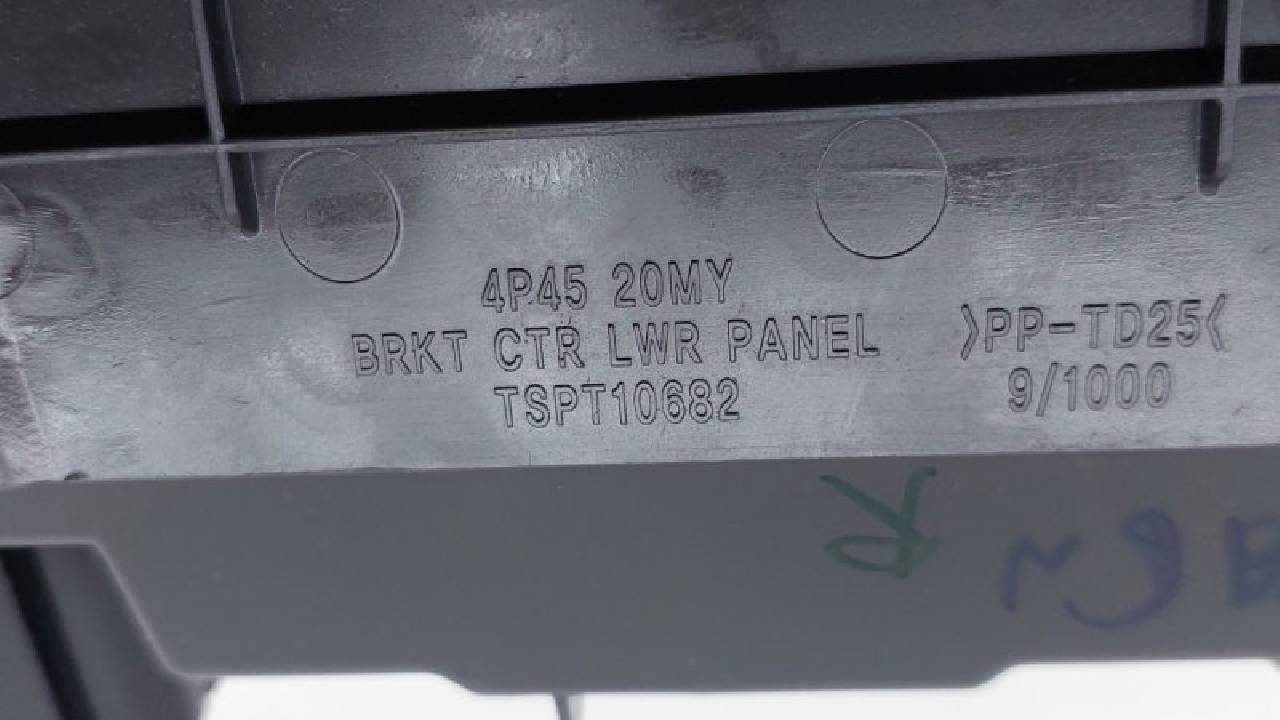 4P45 20MY
BRKT CTR LWR PANEL
TSPT10682
>PP-TD25<
9/1000
R